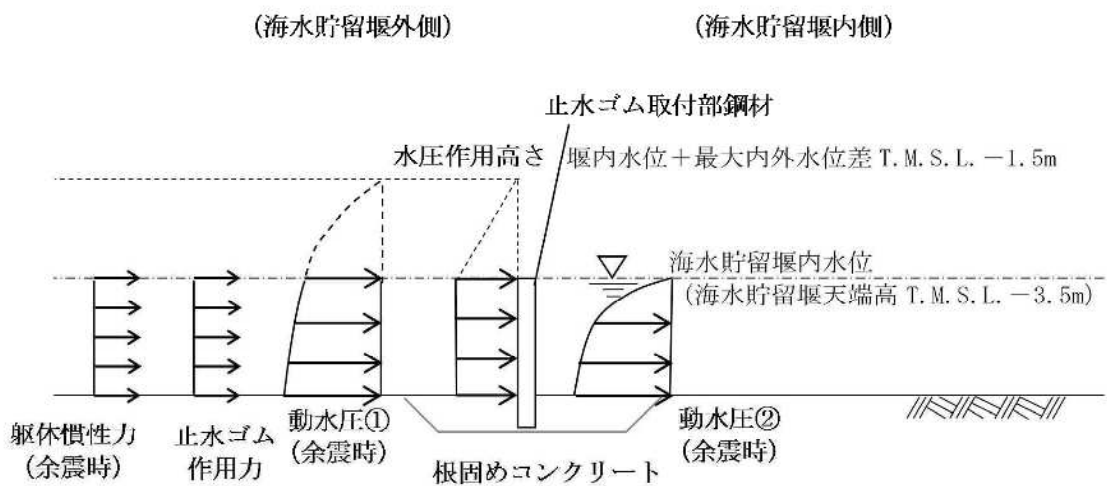 (海水貯留堰外側)
(海水貯留堰内側)
止水ゴム取付部鋼材
水圧作用高さ
堰内水位＋最大内外水位差 T.M.S.L.－1.5m
海水貯留堰内水位
(海水貯留堰天端高 T.M.S.L.－3.5m)
躯体慣性力
(余震時)
止水ゴム
作用力
動水圧①
(余震時)
根固めコンクリート
動水圧②
(余震時)